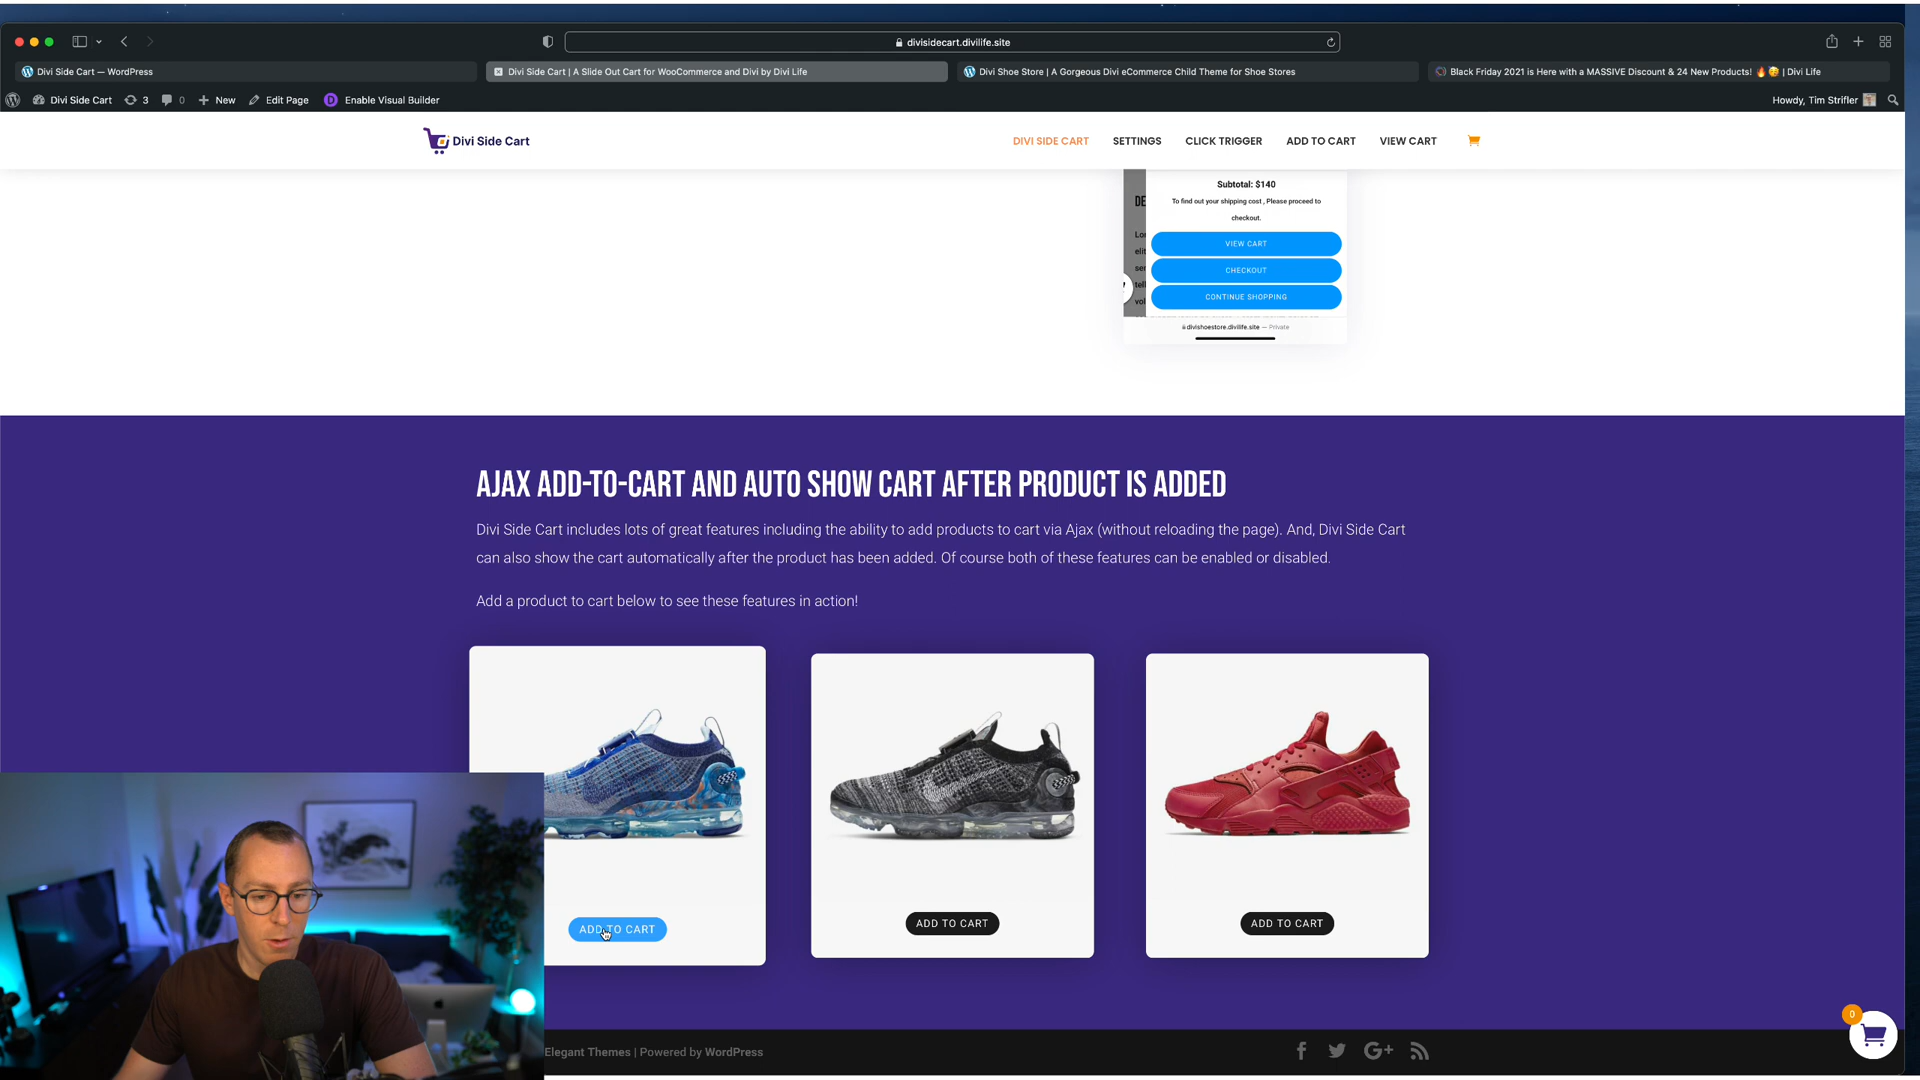 divisidecart.divilife.site
Divi Side Cart — WordPress
Divi Side Cart | A Slide Out Cart for WooCommerce and Divi by Divi Life
Divi Shoe Store | A Gorgeous Divi eCommerce Child Theme for Shoe Stores
Black Friday 2021 is Here with a MASSIVE Discount & 24 New Products! 🔥🥳 | Divi Life
Divi Side Cart 3 0 New Edit Page D Enable Visual Builder Howdy, Tim Strifler
Divi Side Cart
DIVI SIDE CART SETTINGS CLICK TRIGGER ADD TO CART VIEW CART
Subtotal: $140
To find out your shipping cost , Please proceed to
checkout.
VIEW CART
CHECKOUT
CONTINUE SHOPPING
divishoestore.divilife.site — Private
AJAX ADD-TO-CART AND AUTO SHOW CART AFTER PRODUCT IS ADDED
Divi Side Cart includes lots of great features including the ability to add products to cart via Ajax (without reloading the page). And, Divi Side Cart
can also show the cart automatically after the product has been added. Of course both of these features can be enabled or disabled.
Add a product to cart below to see these features in action!
ADD TO CART
ADD TO CART
ADD TO CART
0
Elegant Themes | Powered by WordPress